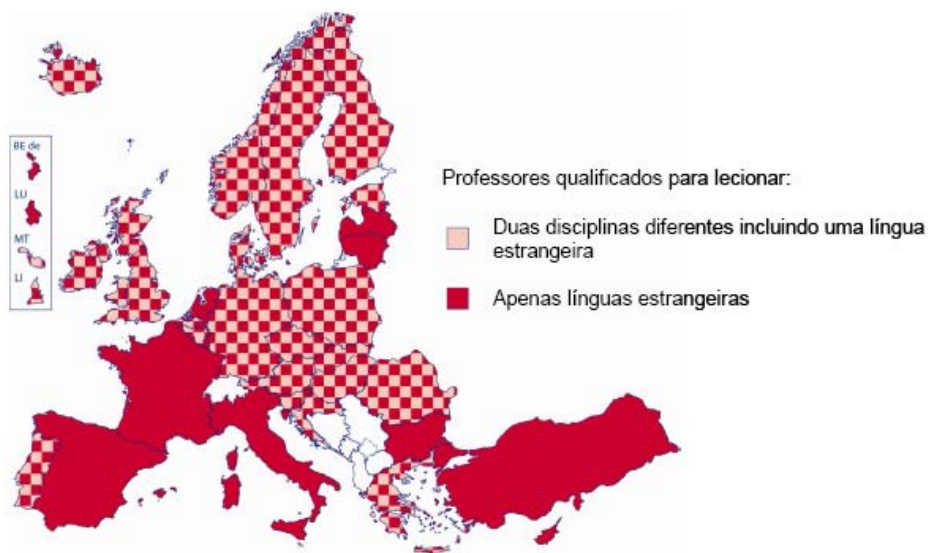 BE de
LU
MT
LI
Professores qualificados para lecionar:
Duas disciplinas diferentes incluindo uma língua
estrangeira
Apenas línguas estrangeiras